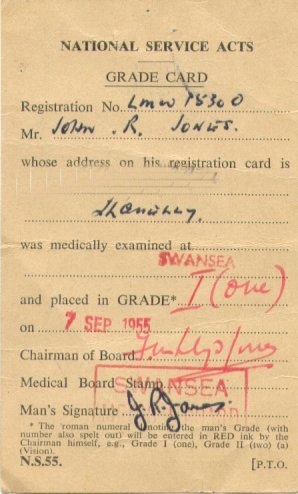 NATIONAL SERVICE ACTS
GRADE CARD
Registration No. LMW 75300
Mr. JOHN . R. JONES.
whose address on his registration card is
Llanelly.
was medically examined at
SWANSEA
and placed in GRADE* I (one)
on 7 SEP 1955
Chairman of Board Jones
Medical Board Stamp SWANSEA
Man's Signature J. R. Jones
* The roman numeral denoting the man's Grade (with
number also spelt out) will be entered in RED ink by the
Chairman himself, e.g., Grade I (one), Grade II (two) (a)
(Vision).
N.S.55. [P.T.O.